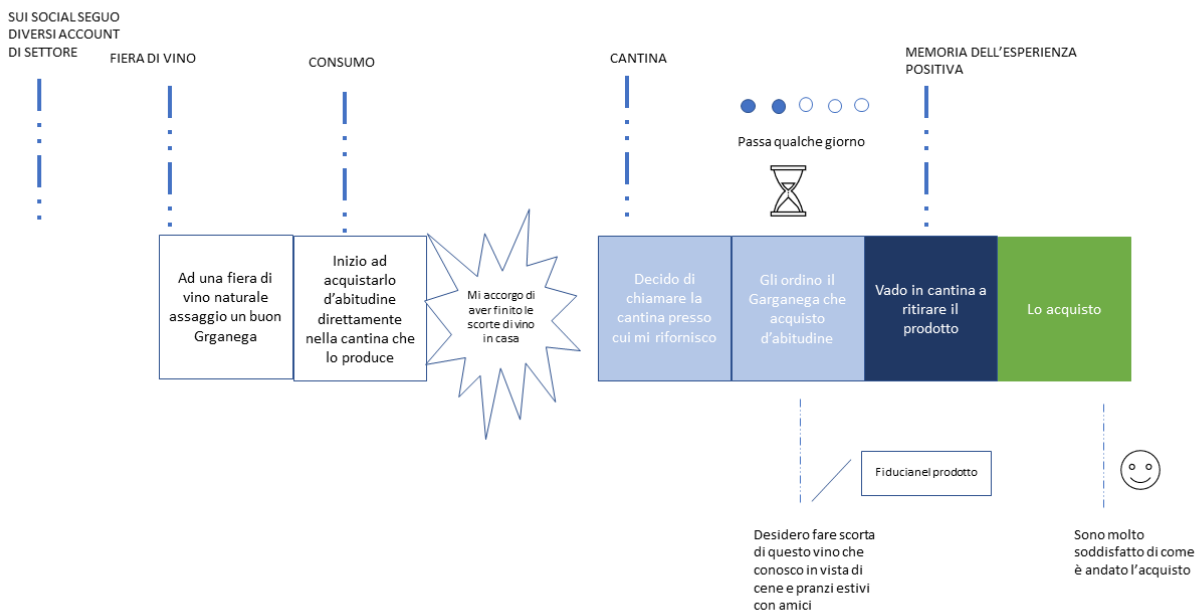 SUI SOCIAL SEGUO
DIVERSI ACCOUNT
DI SETTORE
FIERA DI VINO
CONSUMO
CANTINA
MEMORIA DELL'ESPERIENZA
POSITIVA
Passa qualche giorno
Ad una fiera di
vino naturale
assaggio un buon
Grganega
Inizio ad
acquistarlo
d'abitudine
direttamente
nella cantina che
lo produce
Mi accorgo di
aver finito le
scorte di vino
in casa
Decido di
chiamare la
cantina presso
cui mi rifornisco
Gli ordino il
Garganega che
acquisto
d'abitudine
Vado in cantina a
ritirare il
prodotto
Lo acquisto
Fiducianel prodotto
Desidero fare scorta
di questo vino che
conosco in vista di
cene e pranzi estivi
con amici
Sono molto
soddisfatto di come
è andato l'acquisto